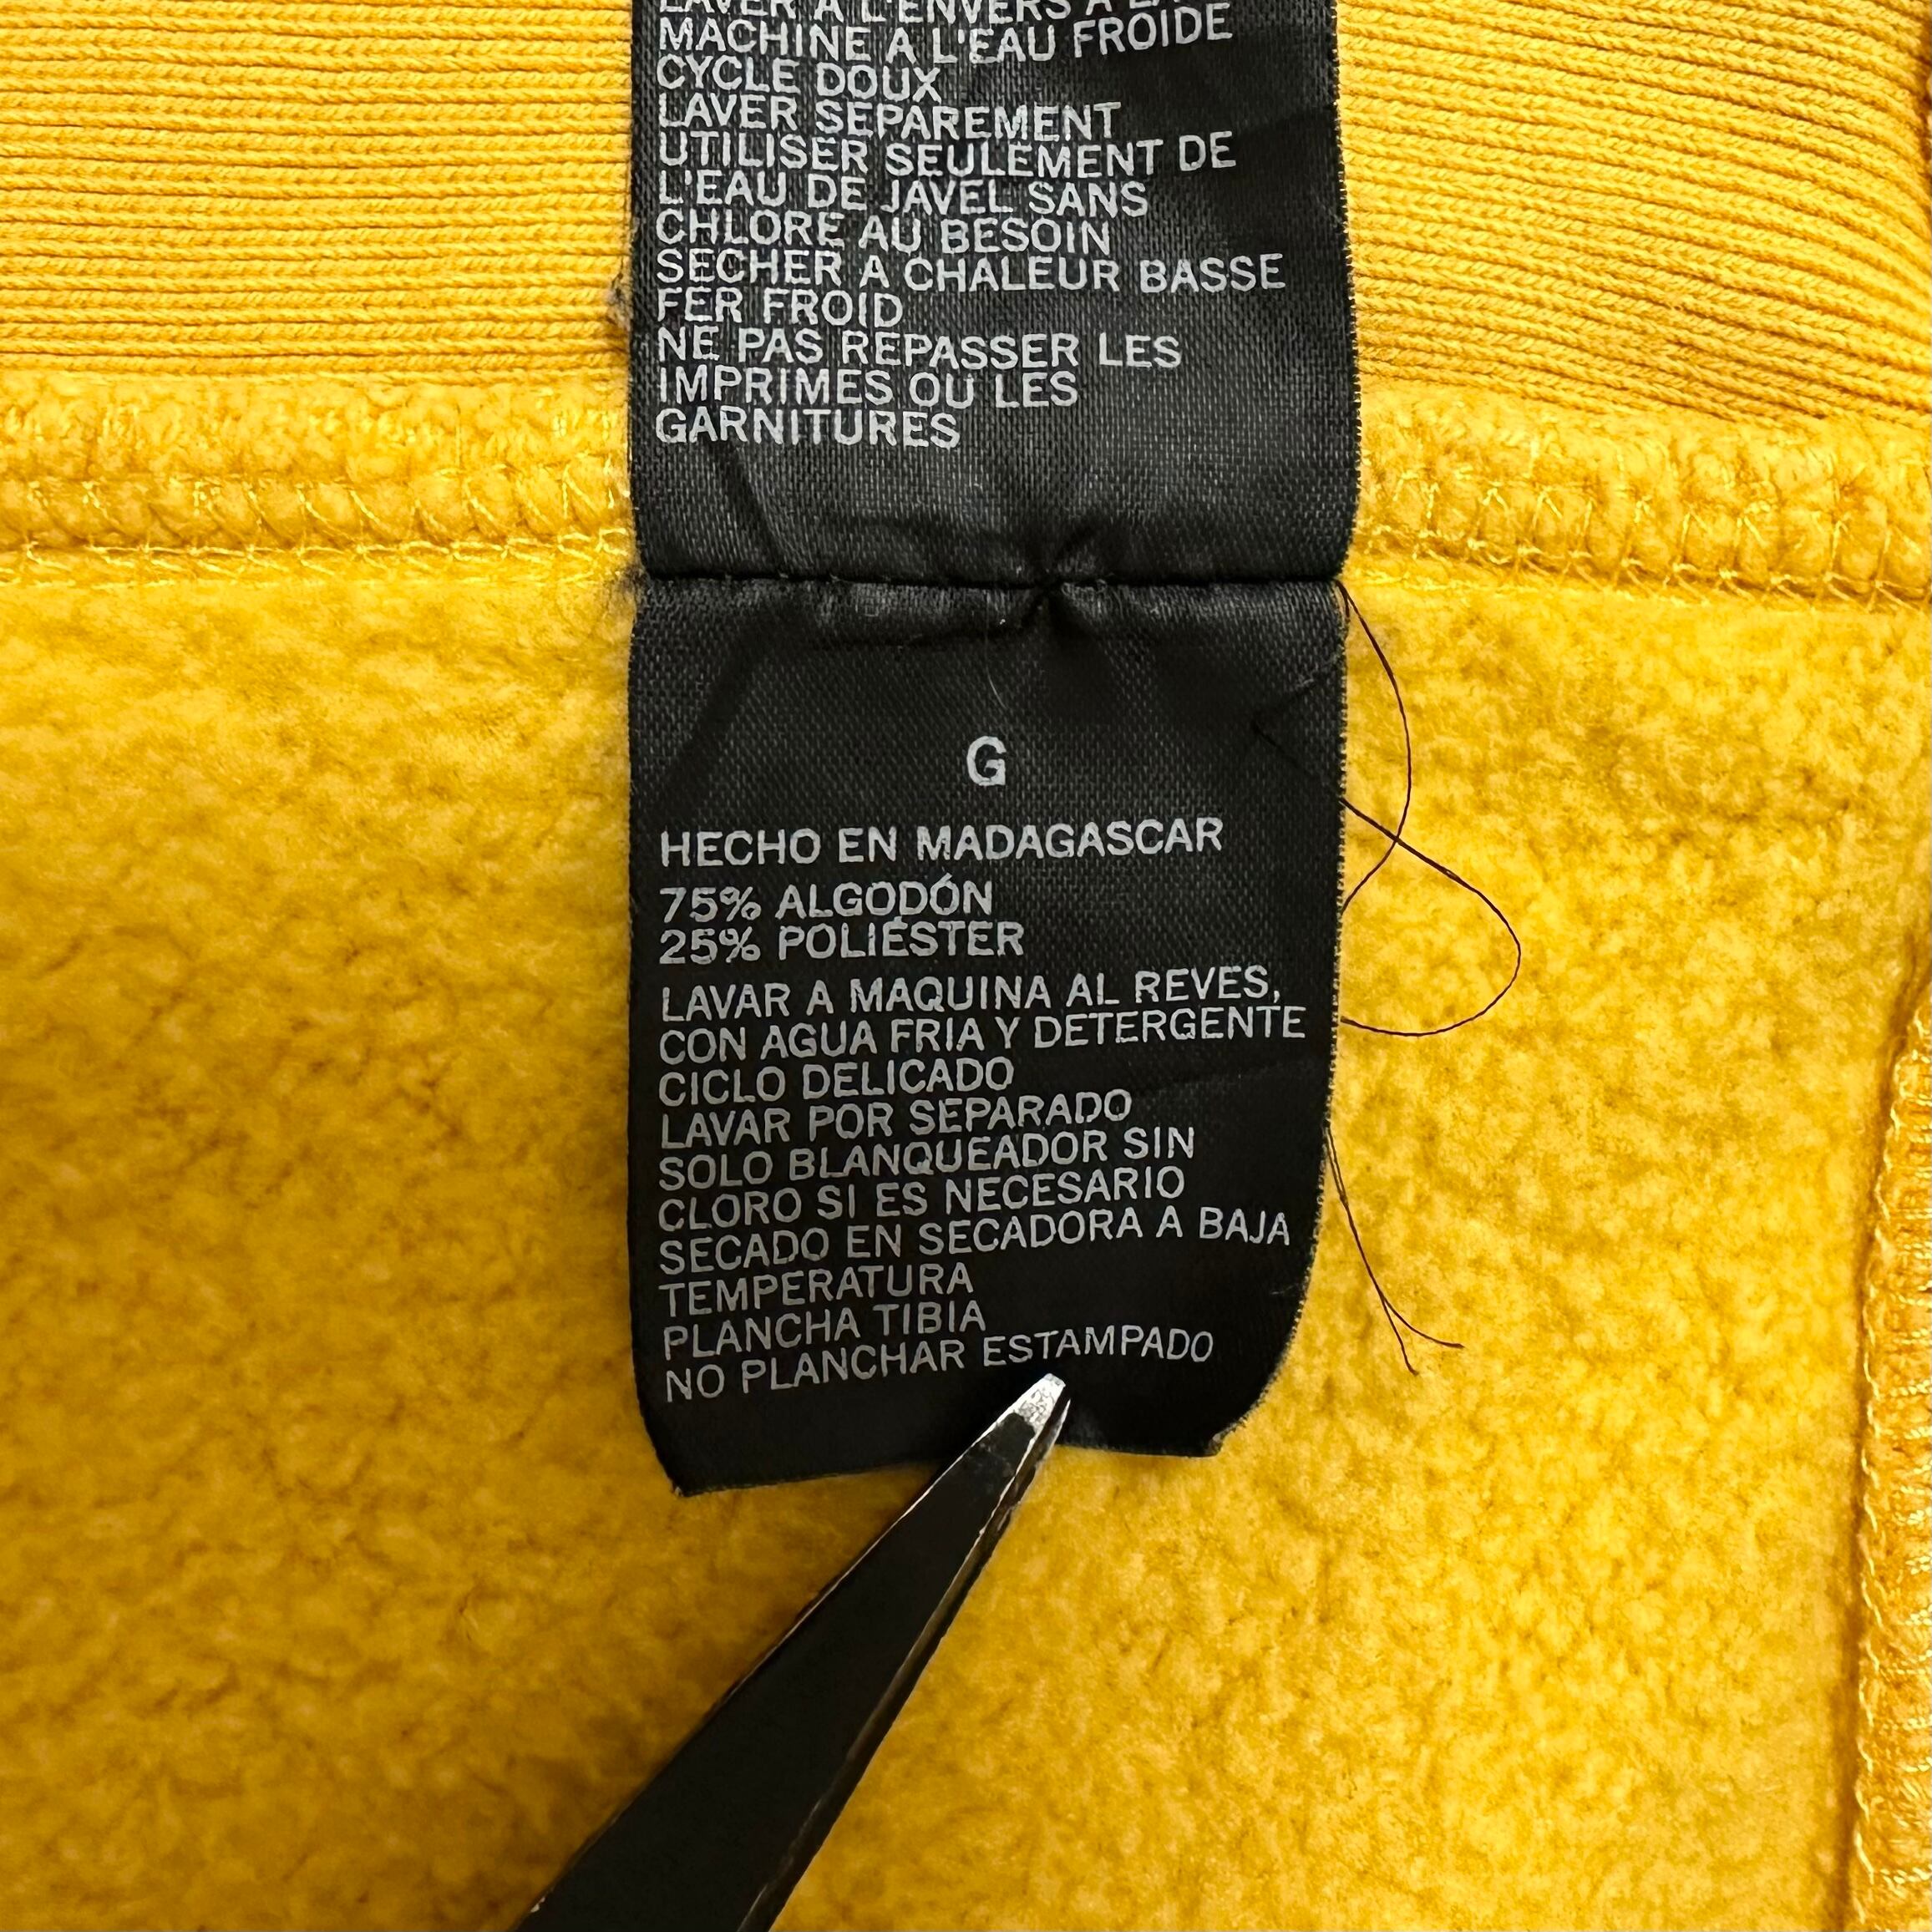 LAVER A L'ENVERS A LA
MACHINE A L'EAU FROIDE
CYCLE DOUX
LAVER SEPAREMENT
UTILISER SEULEMENT DE
L'EAU DE JAVEL SANS
CHLORE AU BESOIN
SECHER A CHALEUR BASSE
FER FROID
NE PAS REPASSER LES
IMPRIMES OU LES
GARNITURES
G
HECHO EN MADAGASCAR
75% ALGODÓN
25% POLIÉSTER
LAVAR A MAQUINA AL REVES,
CON AGUA FRIA Y DETERGENTE
CICLO DELICADO
LAVAR POR SEPARADO
SOLO BLANQUEADOR SIN
CLORO SI ES NECESARIO
SECADO EN SECADORA A BAJA
TEMPERATURA
PLANCHA TIBIA
NO PLANCHAR ESTAMPADO